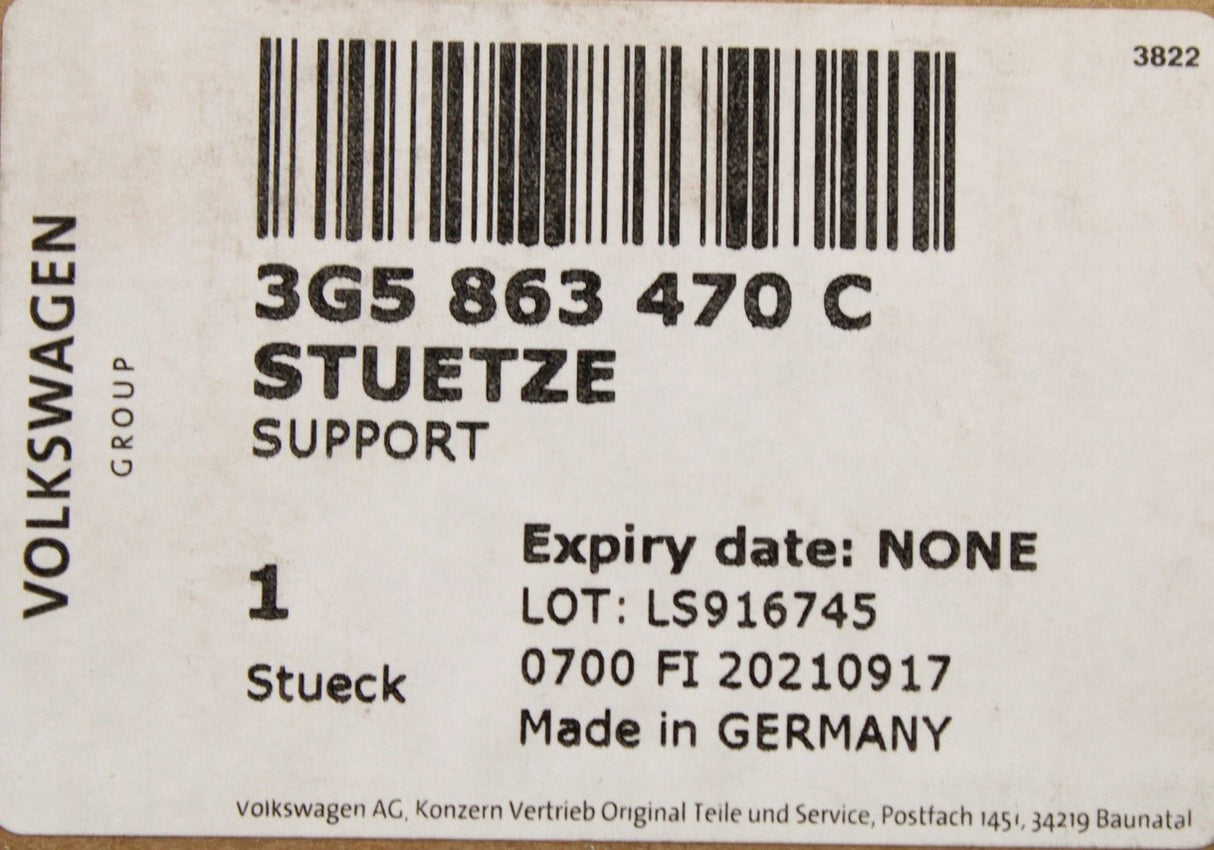 3822
VOLKSWAGEN
GROUP
3G5 863 470 C
STUETZE
SUPPORT
1
Stueck
Expiry date: NONE
LOT: LS916745
0700 FI 20210917
Made in GERMANY
Volkswagen AG, Konzern Vertrieb Original Teile und Service, Postfach 1451, 34219 Baunatal